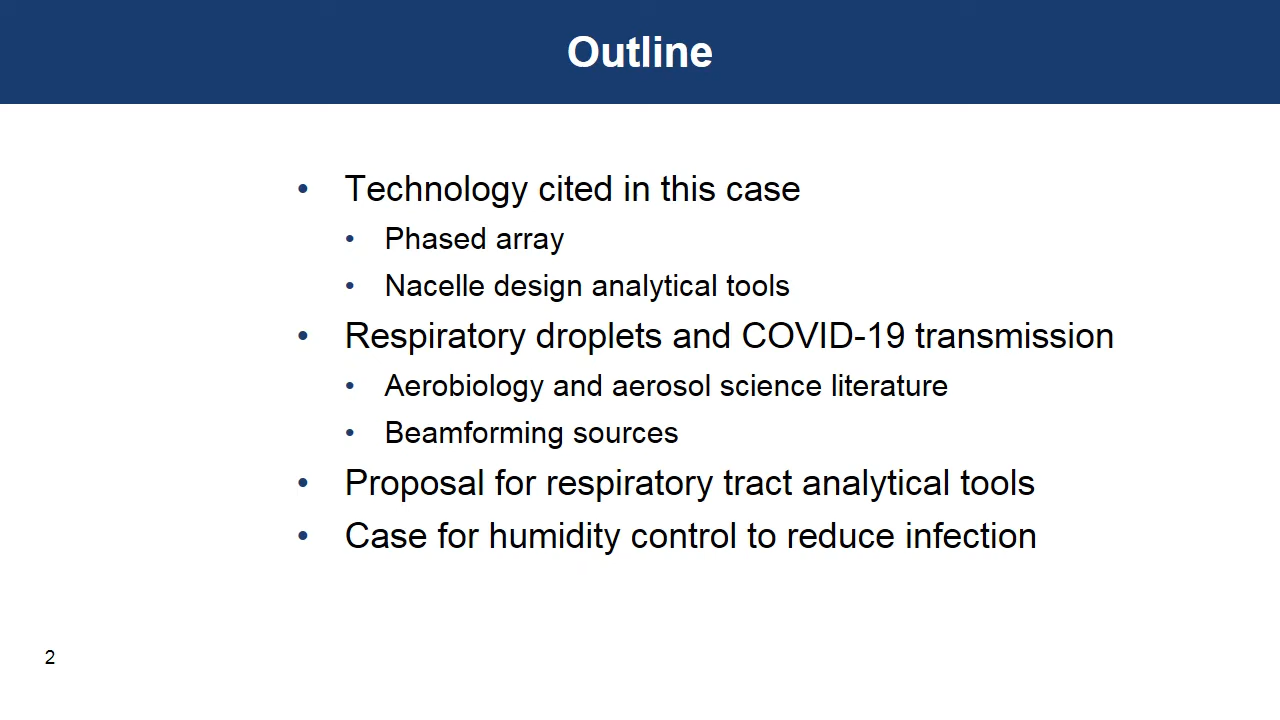 Outline
• Technology cited in this case
• Phased array
• Nacelle design analytical tools
• Respiratory droplets and COVID-19 transmission
• Aerobiology and aerosol science literature
• Beamforming sources
• Proposal for respiratory tract analytical tools
• Case for humidity control to reduce infection
2